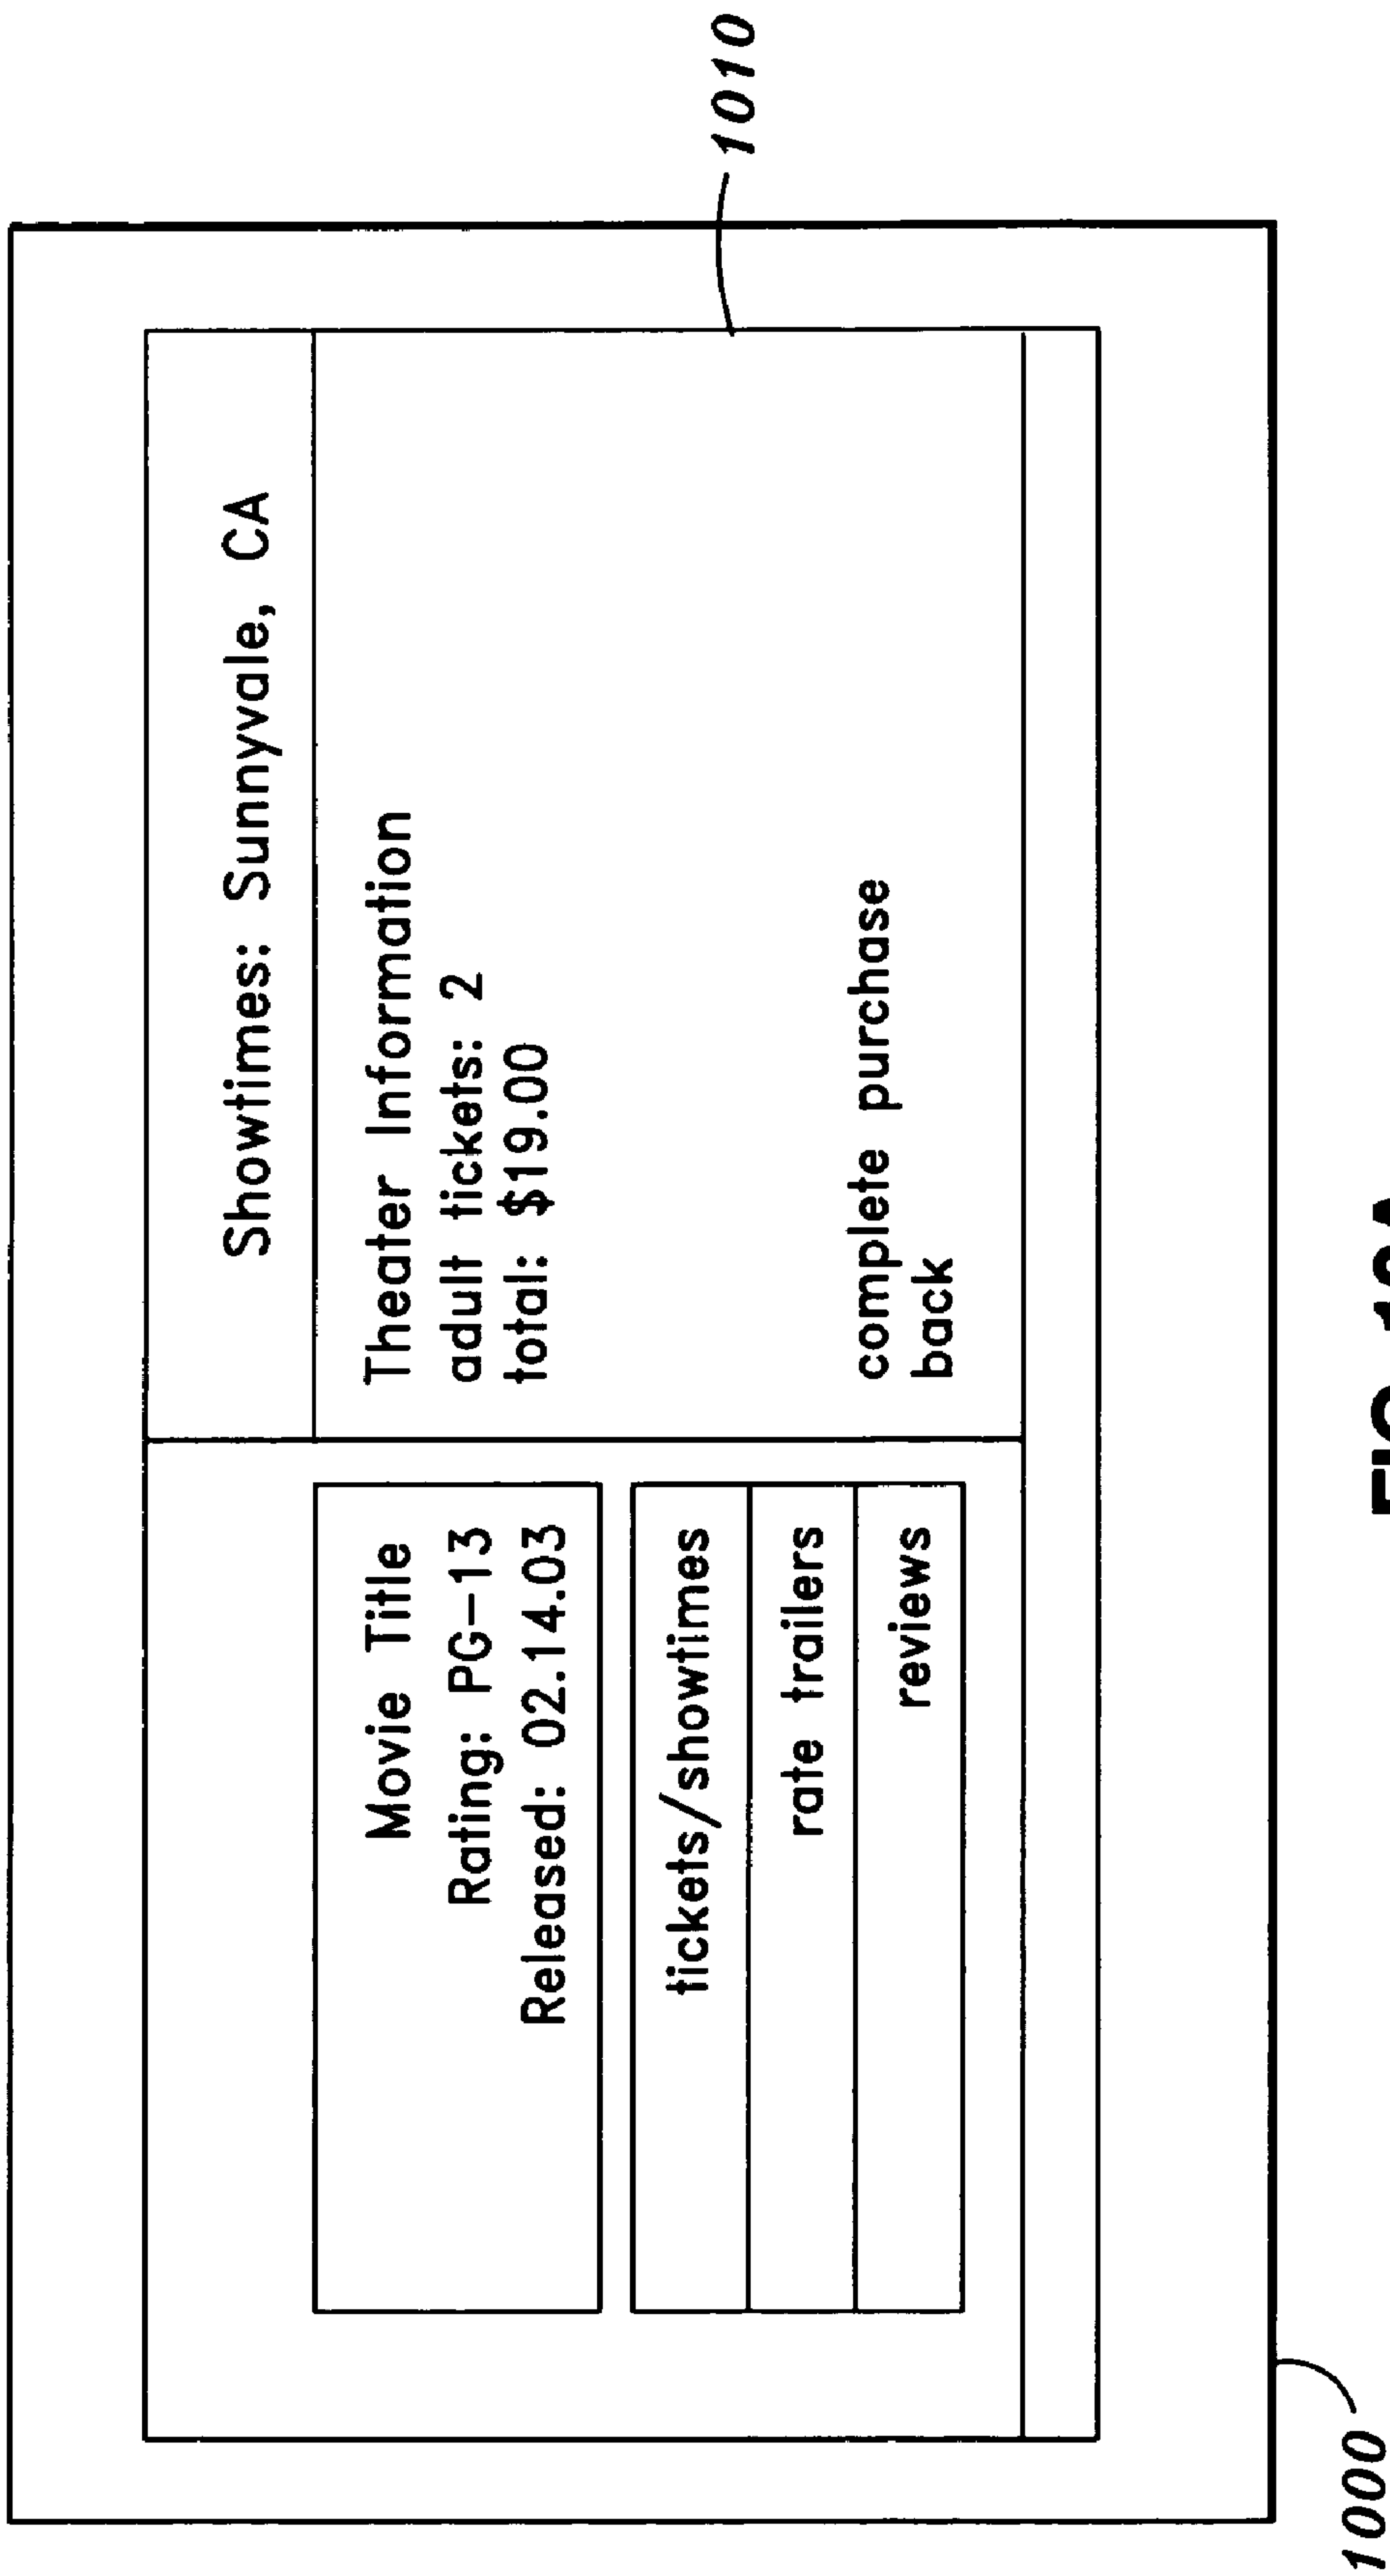 Showtimes: Sunnyvale, CA
Movie Title
Rating: PG-13
Released: 02.14.03
tickets/showtimes
rate trailers
reviews
Theater Information
adult tickets: 2
total: $19.00
complete purchase
back
1010
1000